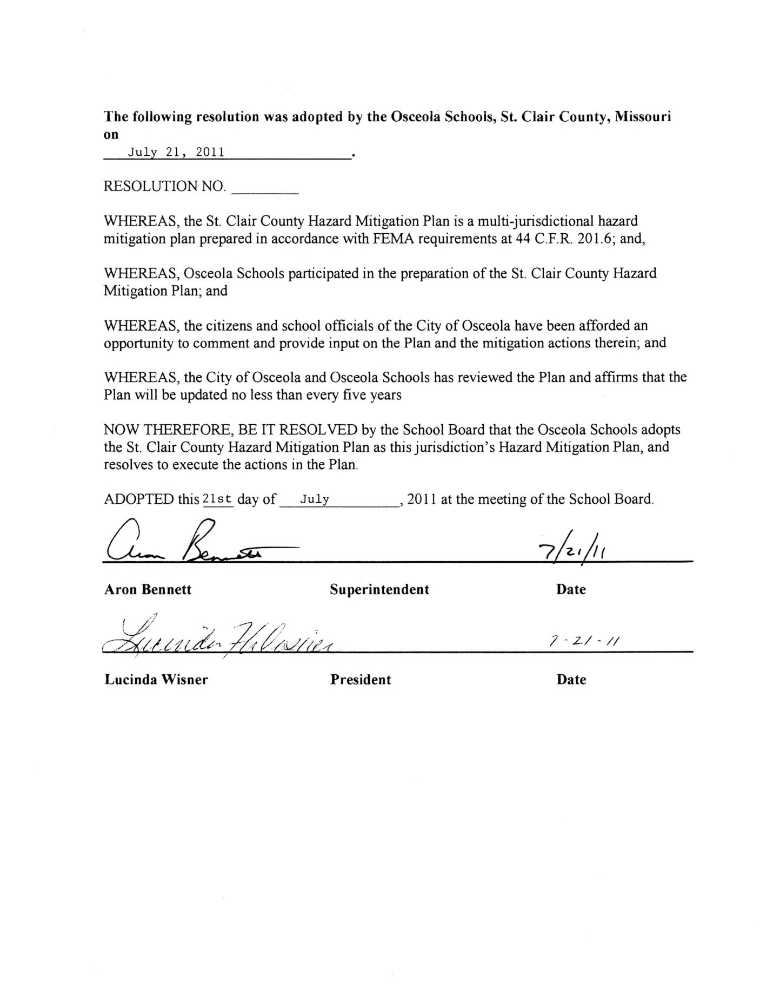 The following resolution was adopted by the Osceola Schools, St. Clair County, Missouri
on
July 21, 2011.
RESOLUTION NO.
WHEREAS, the St. Clair County Hazard Mitigation Plan is a multi-jurisdictional hazard
mitigation plan prepared in accordance with FEMA requirements at 44 C.F.R. 201.6; and,
WHEREAS, Osceola Schools participated in the preparation of the St. Clair County Hazard
Mitigation Plan; and
WHEREAS, the citizens and school officials of the City of Osceola have been afforded an
opportunity to comment and provide input on the Plan and the mitigation actions therein; and
WHEREAS, the City of Osceola and Osceola Schools has reviewed the Plan and affirms that the
Plan will be updated no less than every five years
NOW THEREFORE, BE IT RESOLVED by the School Board that the Osceola Schools adopts
the St. Clair County Hazard Mitigation Plan as this jurisdiction's Hazard Mitigation Plan, and
resolves to execute the actions in the Plan.
ADOPTED this 21st day of July, 2011 at the meeting of the School Board.
Aron Bennett 7/21/11
Aron Bennett Superintendent Date
Lucinda 7-21-11
Lucinda Wisner President Date